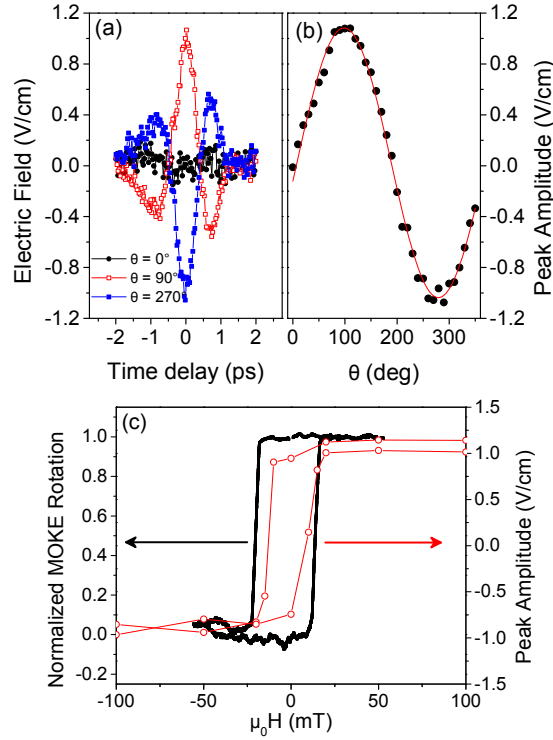 (a)
(b)
Electric Field (V/cm)
1.2
0.8
0.4
0.0
-0.4
-0.8
-1.2
θ = 0°
θ = 90°
θ = 270°
-2 -1 0 1 2
Time delay (ps)
0 100 200 300
θ (deg)
1.2
0.8
0.4
0.0
-0.4
-0.8
-1.2
Peak Amplitude (V/cm)
(c)
Normalized MOKE Rotation
1.0
0.8
0.6
0.4
0.2
0.0
-0.2
1.5
1.0
0.5
0.0
-0.5
-1.0
-1.5
Peak Amplitude (V/cm)
-100 -50 0 50 100
μ0H (mT)